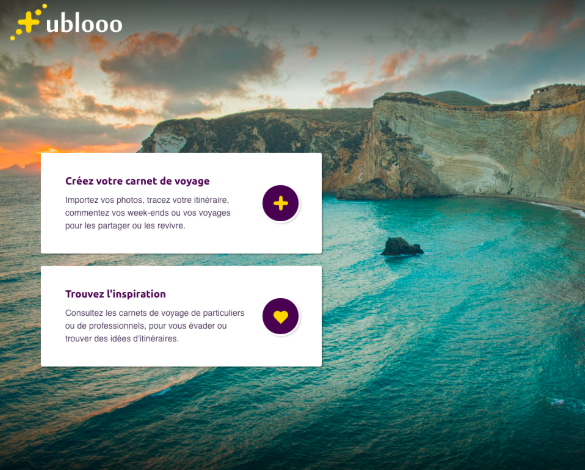 ublooo
Créez votre carnet de voyage
Importez vos photos, tracez votre itinéraire,
commentez vos week-ends ou vos voyages
pour les partager ou les revivre.
Trouvez l'inspiration
Consultez les carnets de voyage de particuliers
ou de professionnels, pour vous évader ou
trouver des idées d'itinéraires.